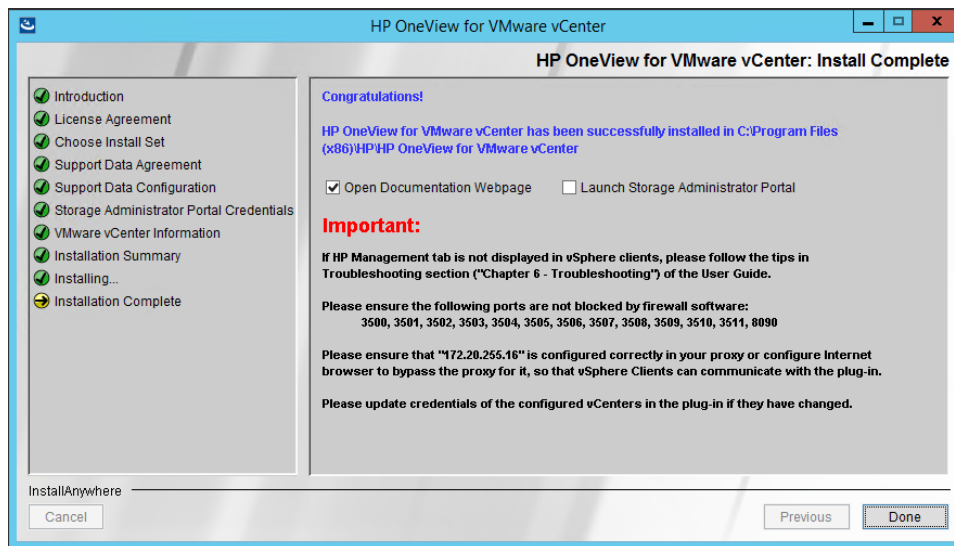 HP OneView for VMware vCenter
HP OneView for VMware vCenter: Install Complete
Introduction
License Agreement
Choose Install Set
Support Data Agreement
Support Data Configuration
Storage Administrator Portal Credentials
VMware vCenter Information
Installation Summary
Installing...
Installation Complete
Congratulations!
HP OneView for VMware vCenter has been successfully installed in C:\Program Files
(x86)\HP\HP OneView for VMware vCenter
Open Documentation Webpage
Launch Storage Administrator Portal
Important:
If HP Management tab is not displayed in vSphere clients, please follow the tips in
Troubleshooting section ("Chapter 6 - Troubleshooting") of the User Guide.
Please ensure the following ports are not blocked by firewall software:
3500, 3501, 3502, 3503, 3504, 3505, 3506, 3507, 3508, 3509, 3510, 3511, 8090
Please ensure that "172.20.255.16" is configured correctly in your proxy or configure Internet
browser to bypass the proxy for it, so that vSphere Clients can communicate with the plug-in.
Please update credentials of the configured vCenters in the plug-in if they have changed.
InstallAnywhere
Cancel
Previous
Done